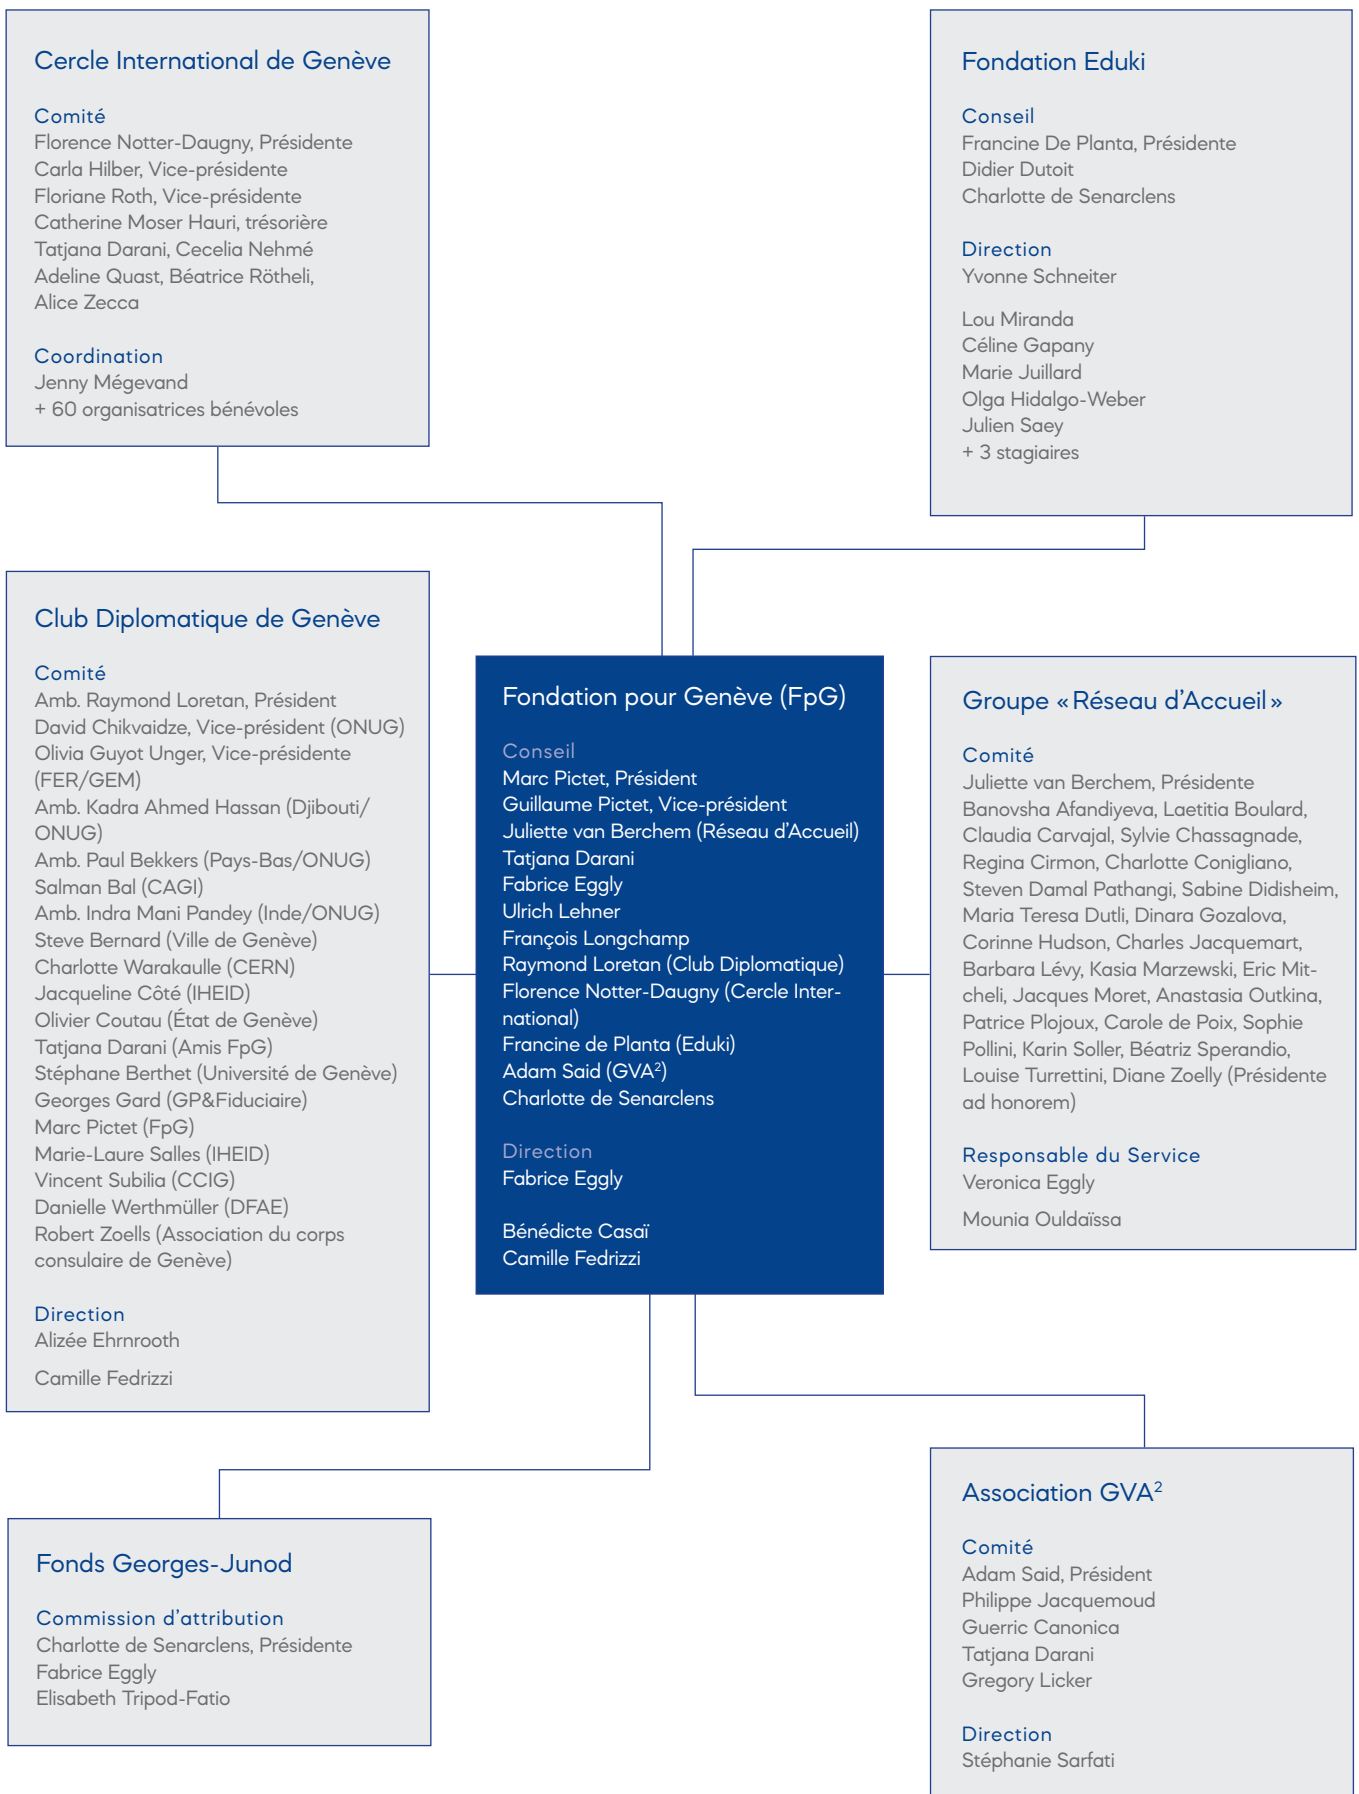 Cercle International de Genève
Comité
Florence Notter-Daugny, Présidente
Carla Hilber, Vice-présidente
Floriane Roth, Vice-présidente
Catherine Moser Hauri, trésorière
Tatjana Darani, Cecelia Nehmé
Adeline Quast, Béatrice Rötheli,
Alice Zecca
Coordination
Jenny Mégevand
+ 60 organisatrices bénévoles
Fondation Eduki
Conseil
Francine De Planta, Présidente
Didier Dutoit
Charlotte de Senarclens
Direction
Yvonne Schneiter
Lou Miranda
Céline Gapany
Marie Juillard
Olga Hidalgo-Weber
Julien Saey
+ 3 stagiaires
Club Diplomatique de Genève
Comité
Amb. Raymond Loretan, Président
David Chikvaidze, Vice-président (ONUG)
Olivia Guyot Unger, Vice-présidente
(FER/GEM)
Amb. Kadra Ahmed Hassan (Djibouti/
ONUG)
Amb. Paul Bekkers (Pays-Bas/ONUG)
Salman Bal (CAGI)
Amb. Indra Mani Pandey (Inde/ONUG)
Steve Bernard (Ville de Genève)
Charlotte Warakaulle (CERN)
Jacqueline Côté (IHEID)
Olivier Coutau (État de Genève)
Tatjana Darani (Amis FpG)
Stéphane Berthet (Université de Genève)
Georges Gard (GP&Fiduciaire)
Marc Pictet (FpG)
Marie-Laure Salles (IHEID)
Vincent Subilia (CCIG)
Danielle Werthmüller (DFAE)
Robert Zoells (Association du corps
consulaire de Genève)
Direction
Alizée Ehrnrooth
Camille Fedrizzi
Fondation pour Genève (FpG)
Conseil
Marc Pictet, Président
Guillaume Pictet, Vice-président
Juliette van Berchem (Réseau d'Accueil)
Tatjana Darani
Fabrice Eggly
Ulrich Lehner
François Longchamp
Raymond Loretan (Club Diplomatique)
Florence Notter-Daugny (Cercle Inter-
national)
Francine de Planta (Eduki)
Adam Said (GVA²)
Charlotte de Senarclens
Direction
Fabrice Eggly
Bénédicte Casaï
Camille Fedrizzi
Groupe «Réseau d'Accueil»
Comité
Juliette van Berchem, Présidente
Banovsha Afandiyeva, Laetitia Boulard,
Claudia Carvajal, Sylvie Chassagnade,
Regina Cirmon, Charlotte Conigliano,
Steven Damal Pathangi, Sabine Didisheim,
Maria Teresa Dutli, Dinara Gozalova,
Corinne Hudson, Charles Jacquemart,
Barbara Lévy, Kasia Marzewski, Eric Mit-
cheli, Jacques Moret, Anastasia Outkina,
Patrice Plojoux, Carole de Poix, Sophie
Pollini, Karin Soller, Béatriz Sperandio,
Louise Turrettini, Diane Zoelly (Présidente
ad honorem)
Responsable du Service
Veronica Eggly
Mounia Ouldaïssa
Fonds Georges-Junod
Commission d'attribution
Charlotte de Senarclens, Présidente
Fabrice Eggly
Elisabeth Tripod-Fatio
Association GVA²
Comité
Adam Said, Président
Philippe Jacquemoud
Guerric Canonica
Tatjana Darani
Gregory Licker
Direction
Stéphanie Sarfati